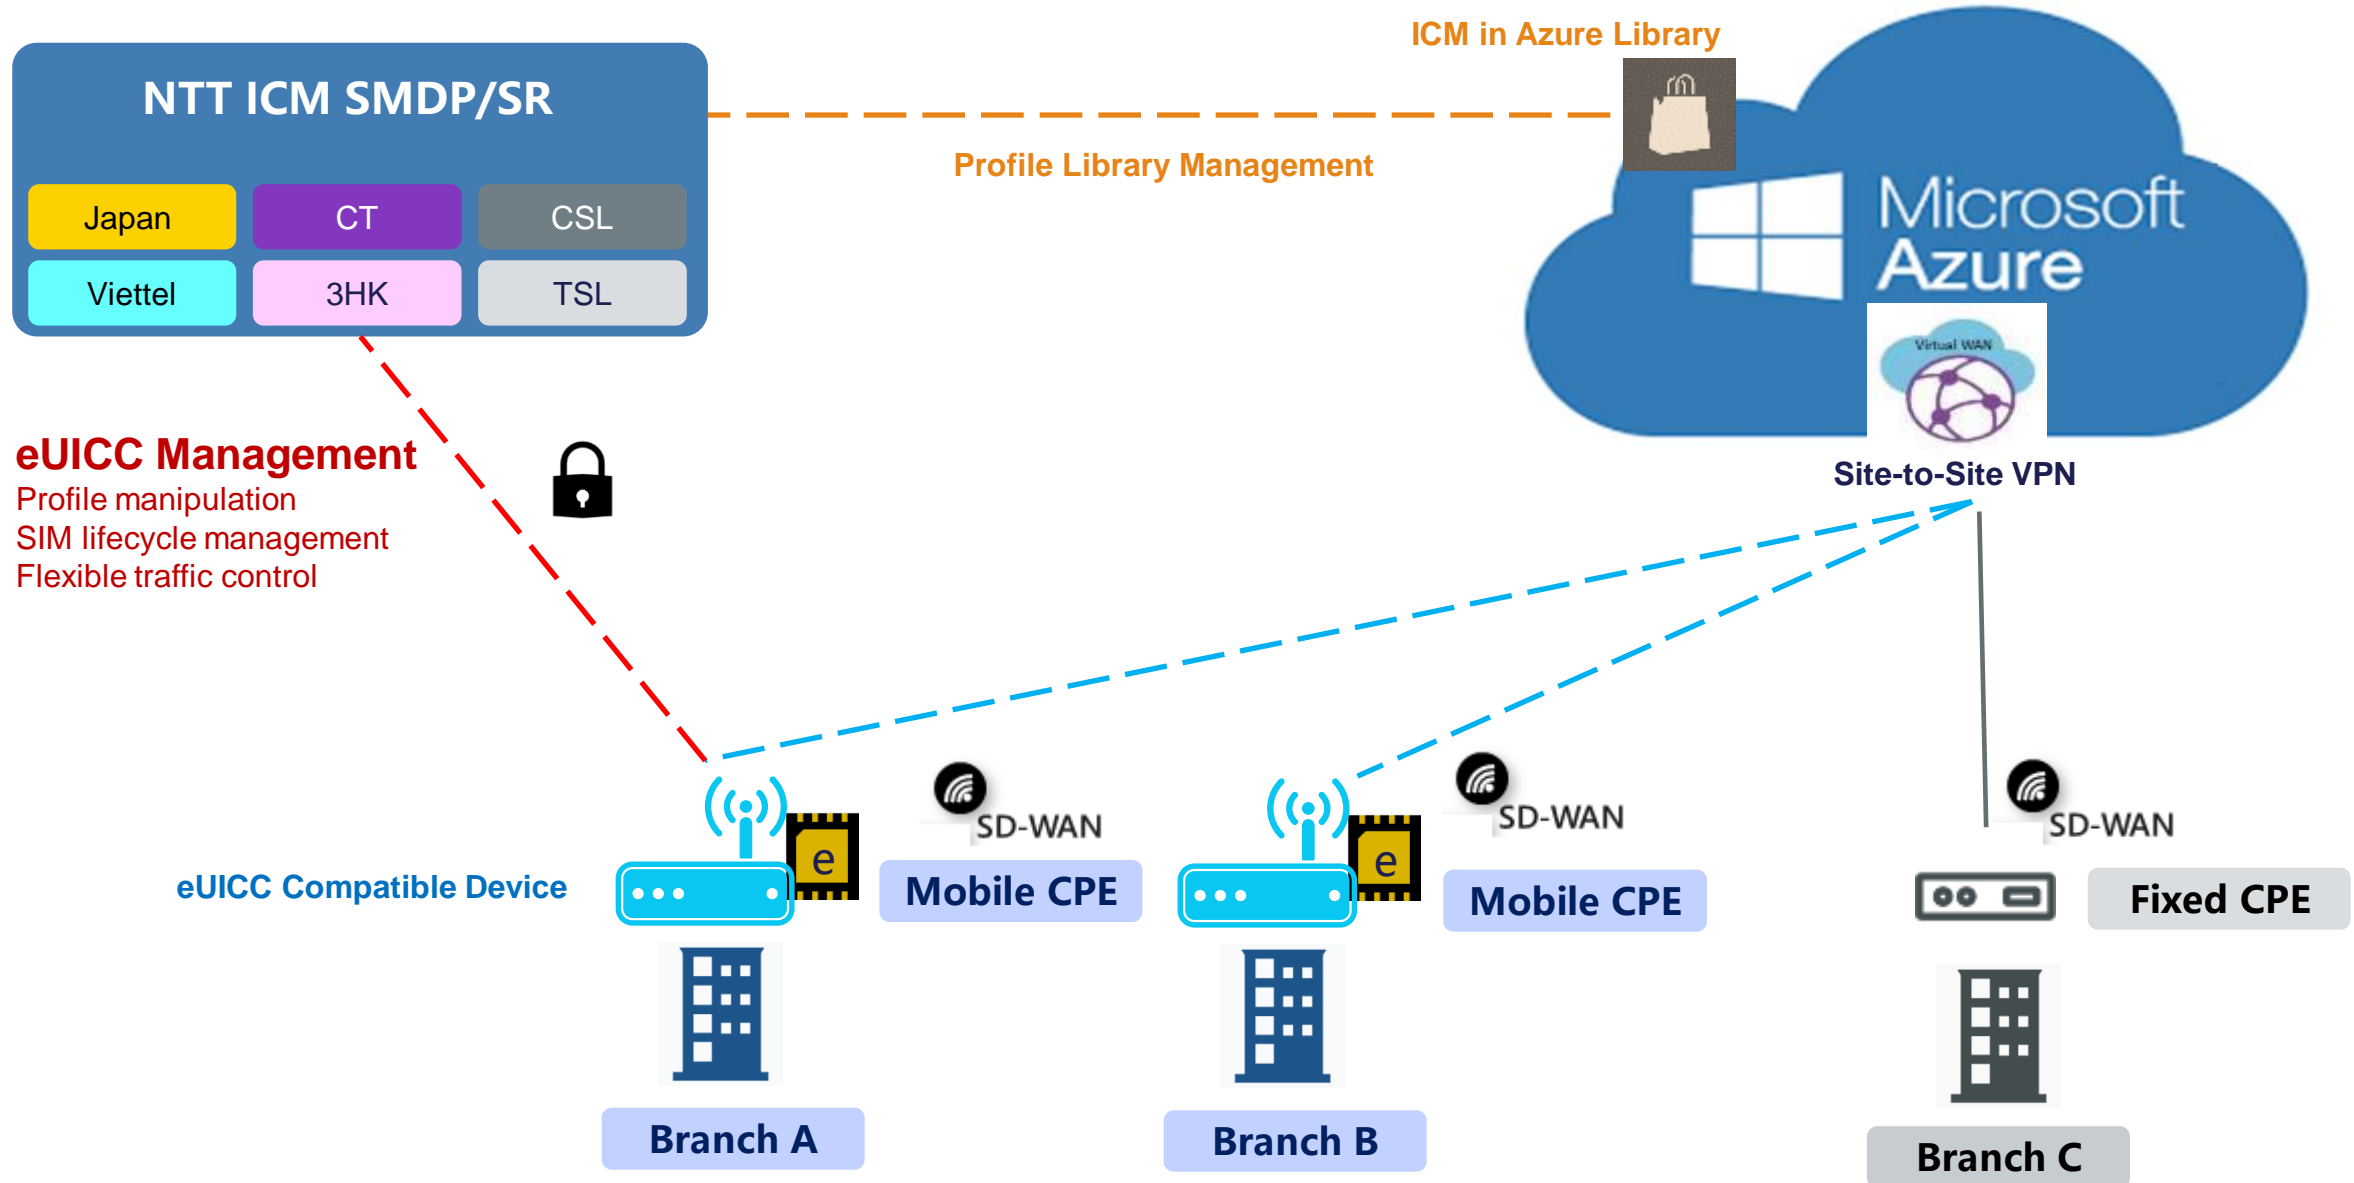 ICM in Azure Library
NTT ICM SMDP/SR
Profile Library Management
Japan
CT
CSL
Viettel
3HK
TSL
Microsoft
Azure
Virtual WAN
Site-to-Site VPN
eUICC Management
Profile manipulation
SIM lifecycle management
Flexible traffic control
SD-WAN
SD-WAN
SD-WAN
eUICC Compatible Device
e
Mobile CPE
e
Mobile CPE
Fixed CPE
Branch A
Branch B
Branch C